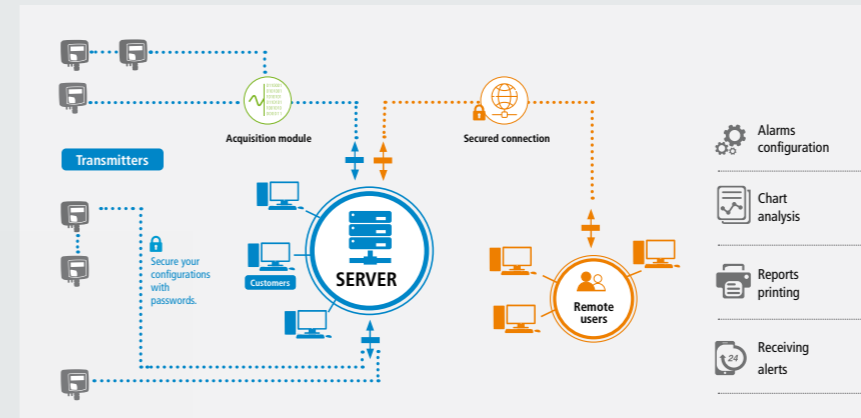 Acquisition module
Secured connection
Transmitters
Secure your
configurations
with
passwords.
Customers
SERVER
Remote
users
Alarms
configuration
Chart
analysis
Reports
printing
Receiving
alerts
24